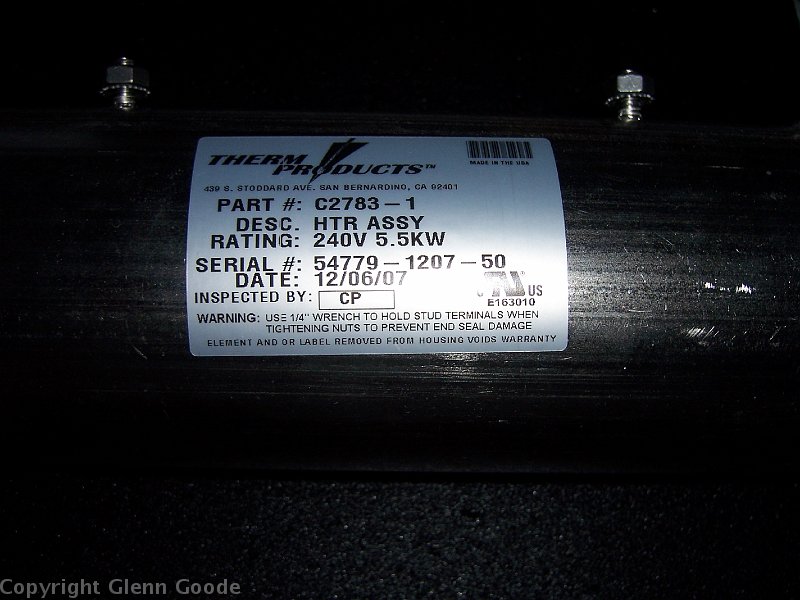 THERM PRODUCTS™
MADE IN THE USA
439 S. STODDARD AVE. SAN BERNARDINO, CA 92401
PART #: C2783-1
DESC. HTR ASSY
RATING: 240V 5.5KW
SERIAL #: 54779-1207-50
DATE: 12/06/07
INSPECTED BY: CP
US
E163010
WARNING: USE 1/4" WRENCH TO HOLD STUD TERMINALS WHEN
TIGHTENING NUTS TO PREVENT END SEAL DAMAGE
ELEMENT AND OR LABEL REMOVED FROM HOUSING VOIDS WARRANTY
Copyright Glenn Goode